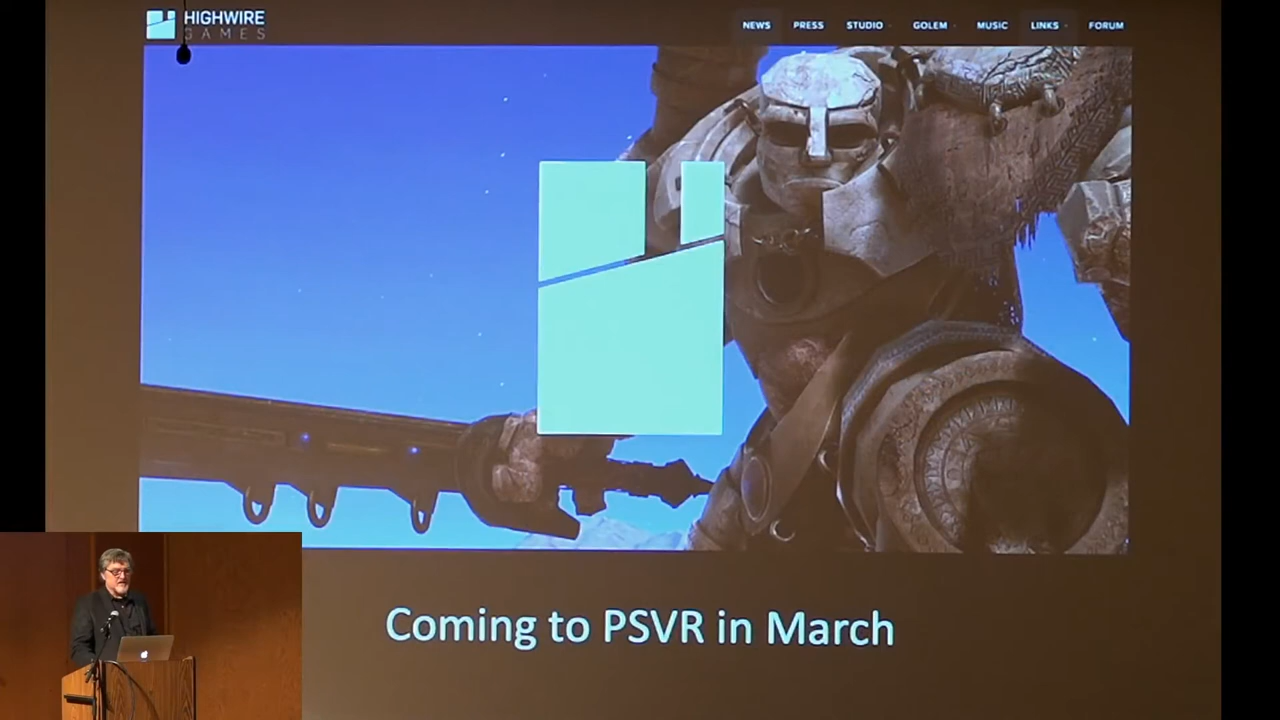 HIGHWIRE
GAMES
NEWS PRESS STUDIO GOLEM MUSIC LINKS FORUM
Coming to PSVR in March